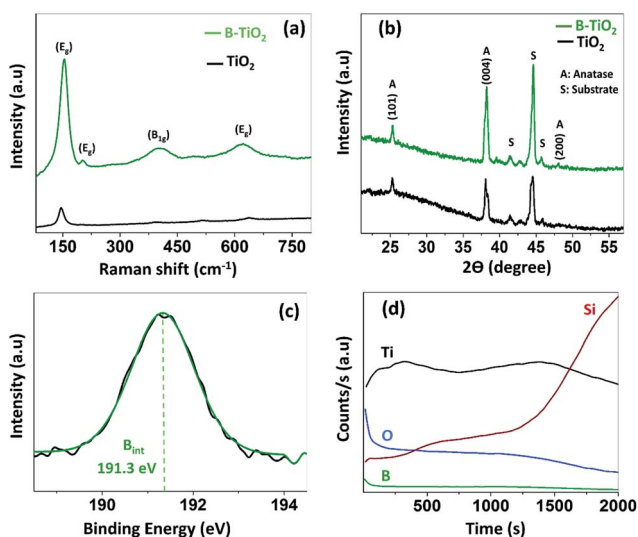 (a)
B-TiO₂
TiO₂
(Eg)
(Eg)
(B1g)
(Eg)
Intensity (a.u)
150 300 450 600 750
Raman shift (cm⁻¹)
(b)
B-TiO₂
TiO₂
A: Anatase
S: Substrate
A
(101)
A
(004)
S
S
S
A
(200)
Intensity (a.u)
25 30 35 40 45 50 55
2Θ (degree)
(c)
Bint
191.3 eV
Intensity (a.u)
190 192 194
Binding Energy (eV)
(d)
Si
Ti
O
B
Counts/s (a.u)
500 1000 1500 2000
Time (s)